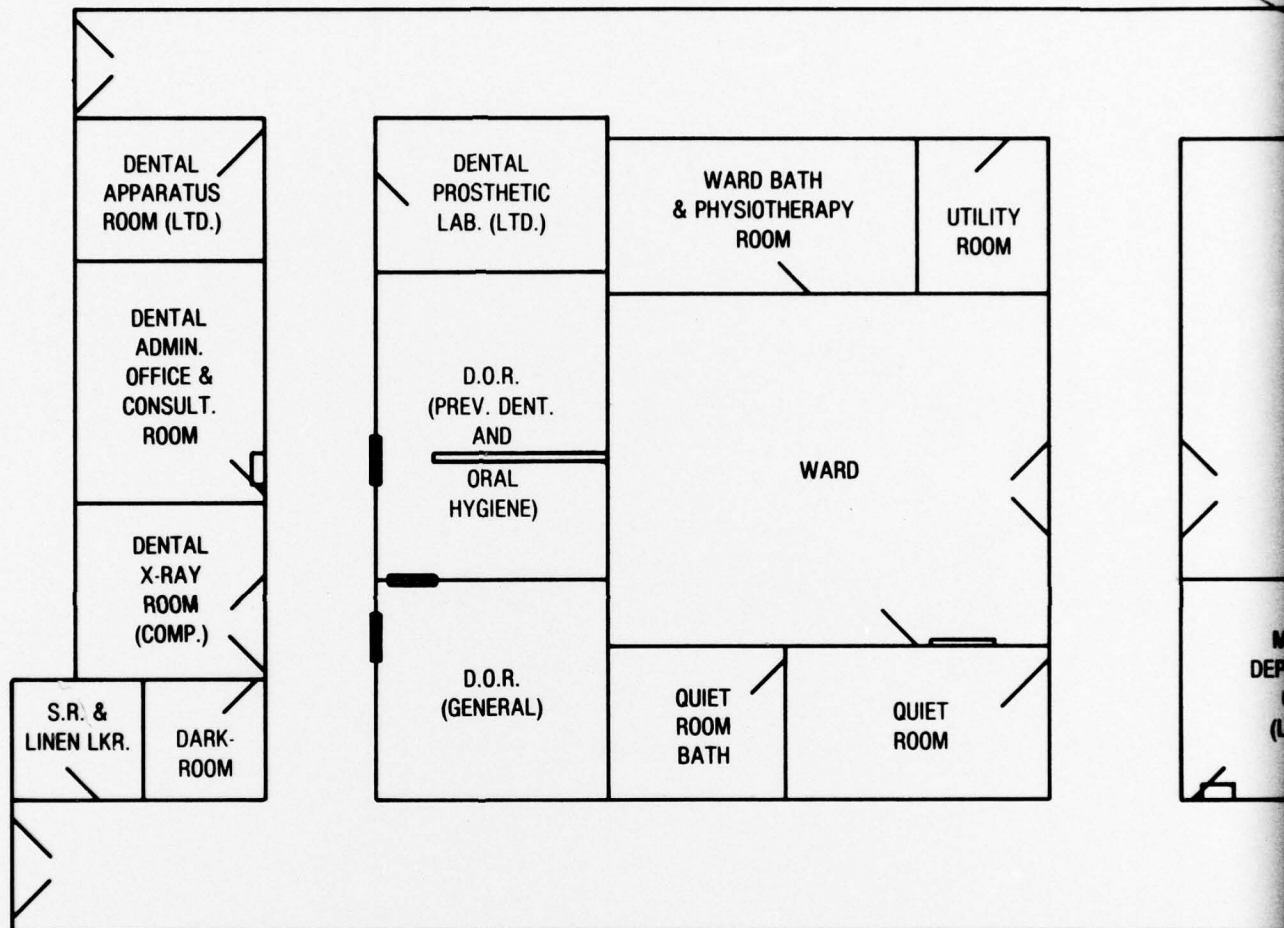 DENTAL
APPARATUS
ROOM (LTD.)
DENTAL
PROSTHETIC
LAB. (LTD.)
WARD BATH
& PHYSIOTHERAPY
ROOM
UTILITY
ROOM
DENTAL
ADMIN.
OFFICE &
CONSULT.
ROOM
D.O.R.
(PREV. DENT.
AND
ORAL
HYGIENE)
WARD
DENTAL
X-RAY
ROOM
(COMP.)
D.O.R.
(GENERAL)
S.R. &
LINEN LKR.
DARK-
ROOM
QUIET
ROOM
BATH
QUIET
ROOM